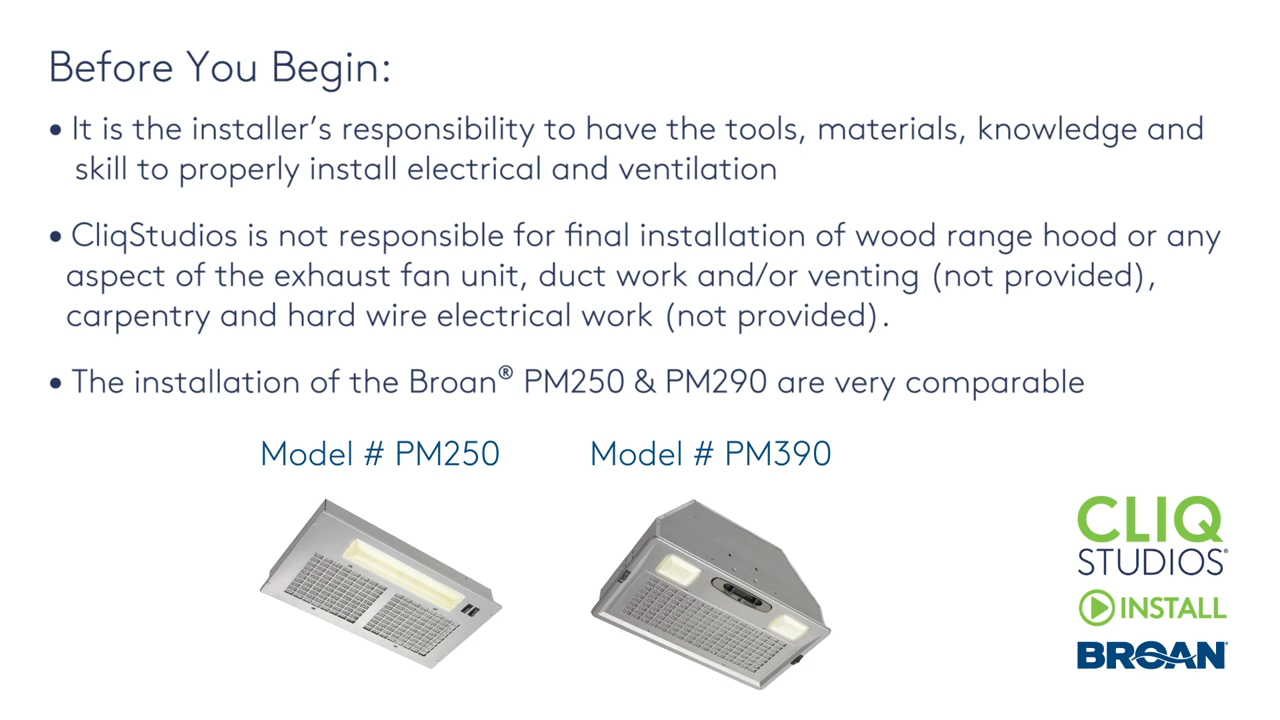 Before You Begin:
• It is the installer's responsibility to have the tools, materials, knowledge and
skill to properly install electrical and ventilation
• CliqStudios is not responsible for final installation of wood range hood or any
aspect of the exhaust fan unit, duct work and/or venting (not provided),
carpentry and hard wire electrical work (not provided).
• The installation of the Broan® PM250 & PM290 are very comparable
Model # PM250
Model # PM390
CLIQ
STUDIOS®
INSTALL
BROAN®